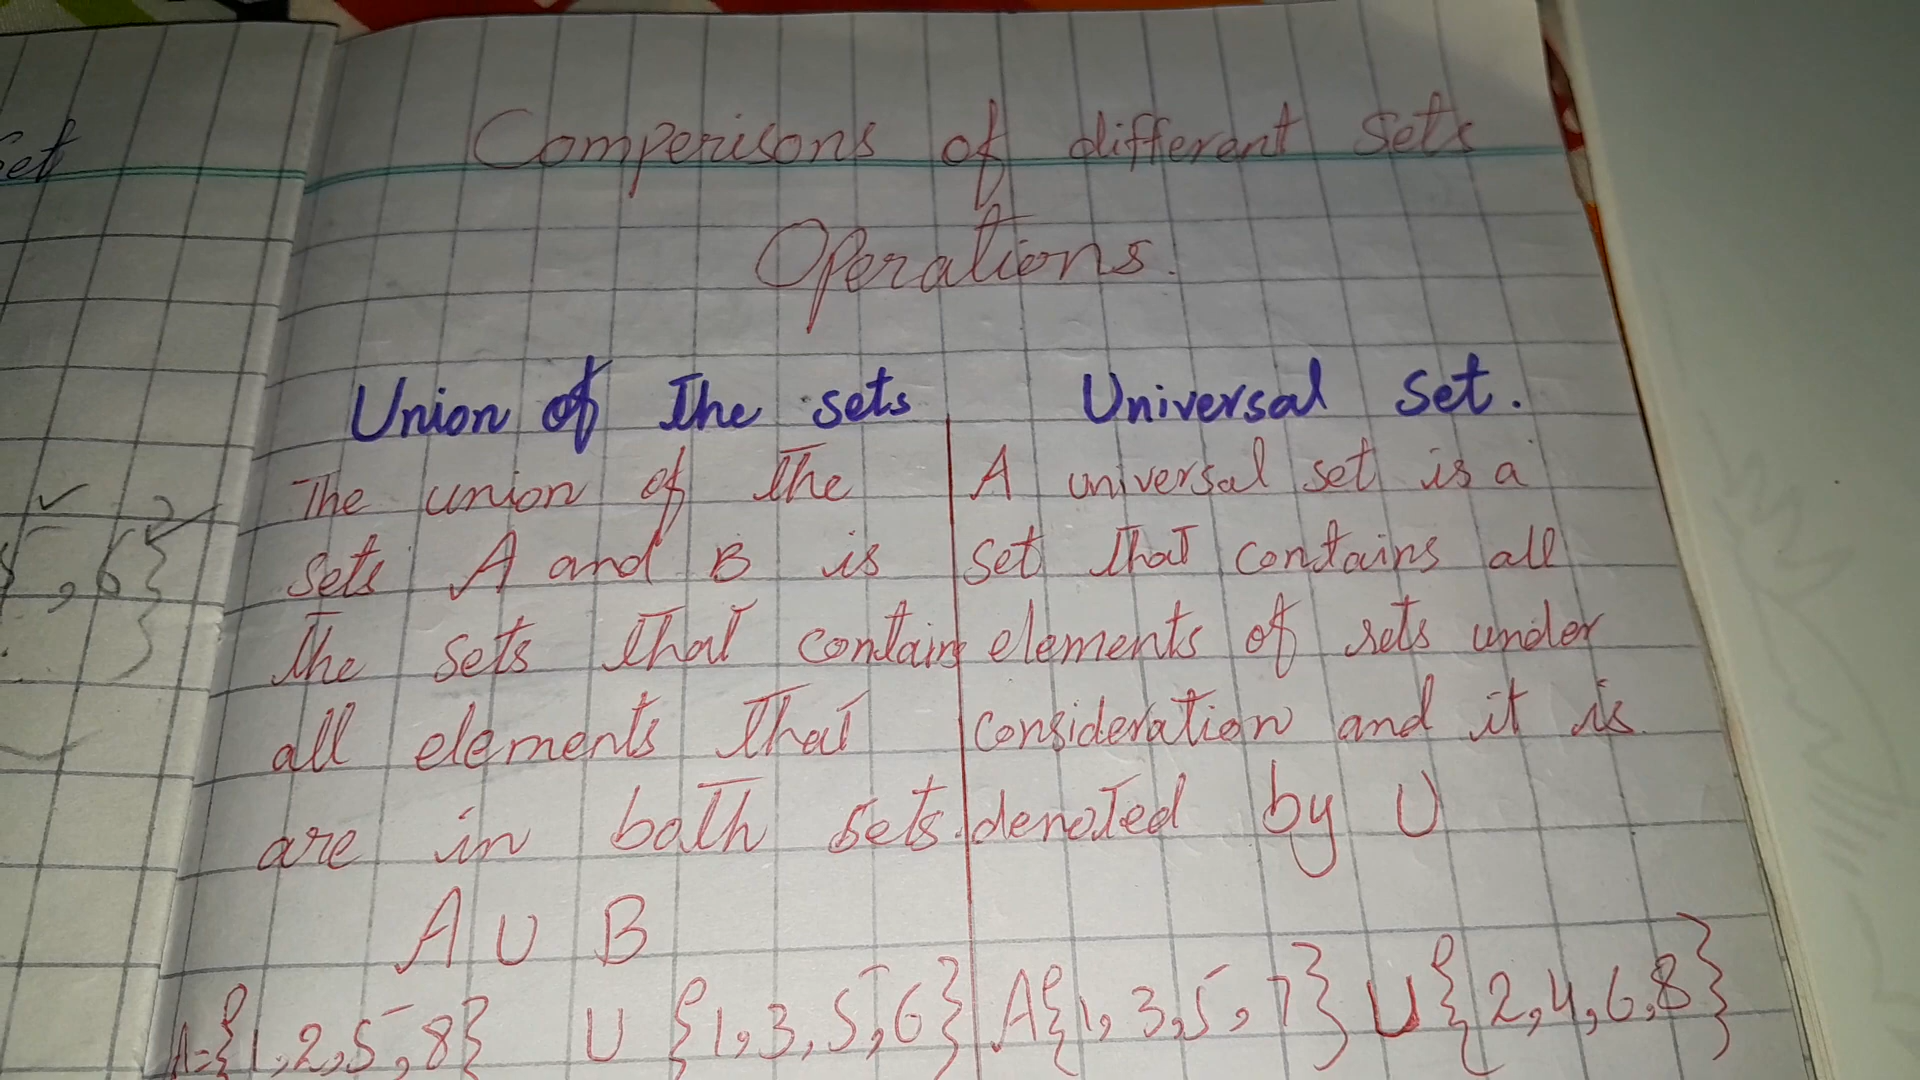 Comperisons of different sets
Operations.
Union of the sets
The union of the
sets A and B is
the sets that contains
all elements that
are in both sets.
A U B
A={1,2,5,8} U {1,3,5,6}
Universal set.
A universal set is a
set that contains all
elements of sets under
consideration and it is
denoted by U
A{1,3,5,7} U {2,4,6,8}
set
,6}
}